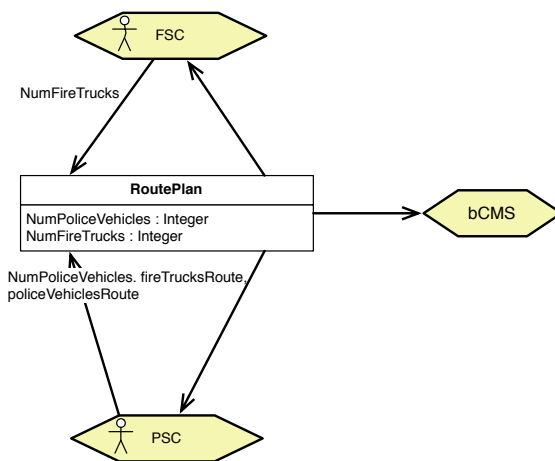 FSC
NumFireTrucks
RoutePlan
NumPoliceVehicles : Integer
NumFireTrucks : Integer
bCMS
NumPoliceVehicles. fireTrucksRoute,
policeVehiclesRoute
PSC